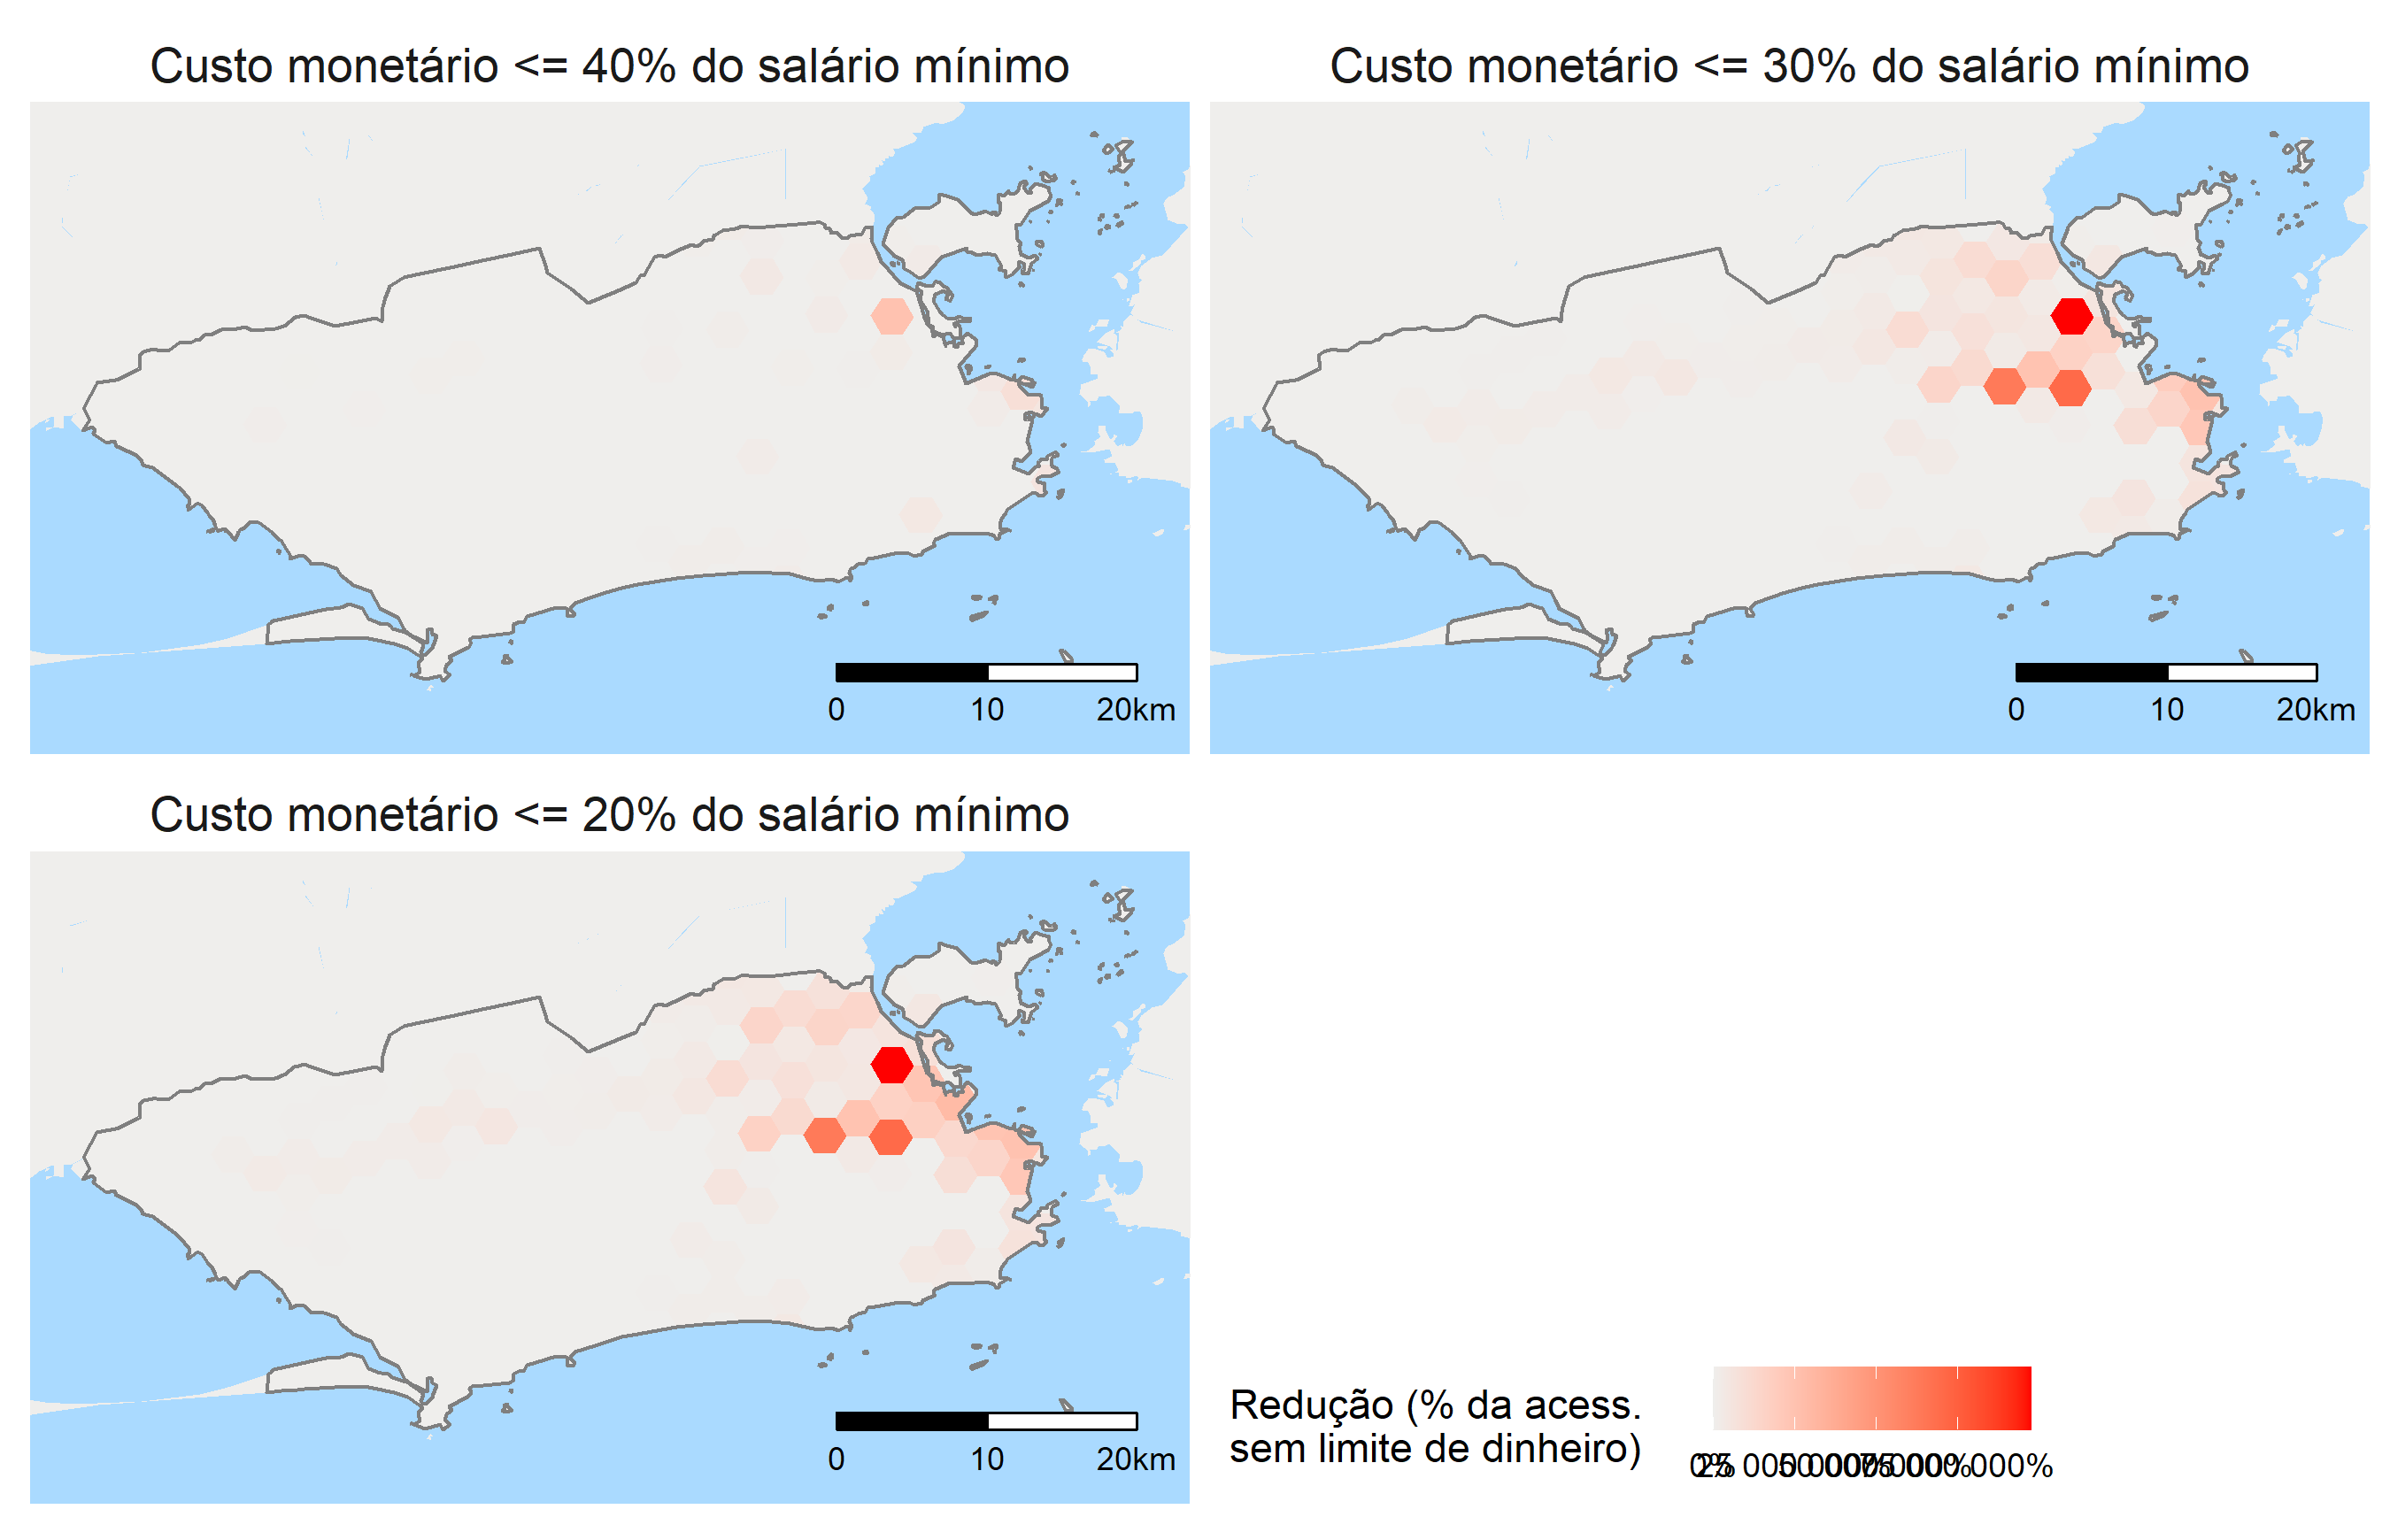 Custo monetário <= 40% do salário mínimo
Custo monetário <= 30% do salário mínimo
0 10 20km
0 10 20km
Custo monetário <= 20% do salário mínimo
0 10 20km
Redução (% da acess.
sem limite de dinheiro)